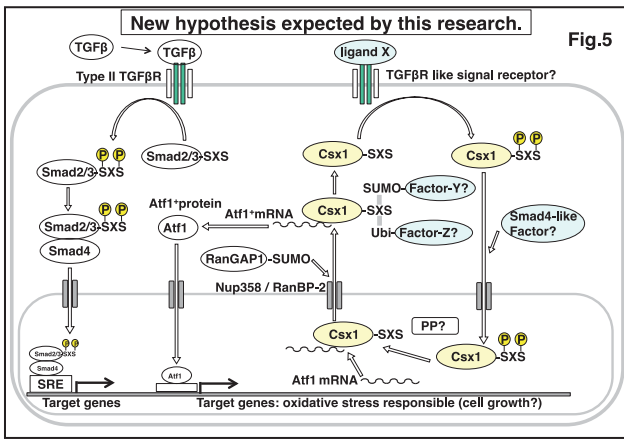 New hypothesis expected by this research.
Fig.5
TGFβ
TGFβ
ligand X
Type II TGFβR
TGFβR like signal receptor?
P P
Smad2/3-SXS
Smad2/3-SXS
Csx1-SXS
P P
Csx1-SXS
P P
Smad2/3-SXS
Smad4
Atf1+protein
Atf1
Atf1+mRNA
Csx1-SXS
SUMO-Factor-Y?
Ubi-Factor-Z?
Smad4-like
Factor?
RanGAP1-SUMO
Nup358 / RanBP-2
P P
Smad2/3-SXS
Smad4
SRE
Atf1
Csx1-SXS
PP?
P P
Csx1-SXS
Atf1 mRNA
Target genes
Target genes: oxidative stress responsible (cell growth?)